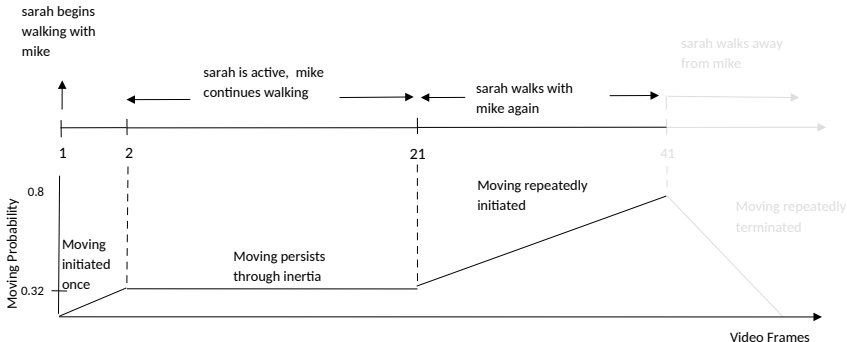 sarah begins
walking with
mike
sarah is active,  mike
continues walking
sarah walks with
mike again
sarah walks away
from mike
1
2
21
41
Moving Probability
0.8
0.32
Moving
initiated
once
Moving persists
through inertia
Moving repeatedly
initiated
Moving repeatedly
terminated
Video Frames